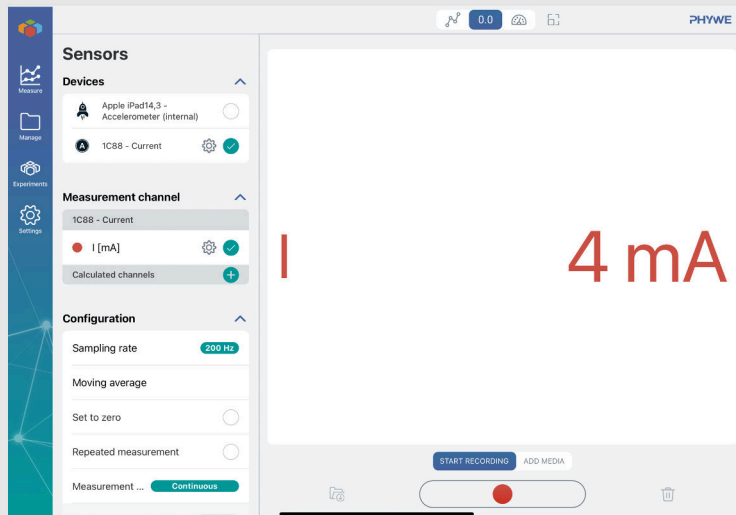 0.0
PHYWE
Measure
Manage
Experiments
Settings
Sensors
Devices
Apple iPad14,3 -
Accelerometer (internal)
A
1C88 - Current
Measurement channel
1C88 - Current
I [mA]
Calculated channels
Configuration
Sampling rate 200 Hz
Moving average
Set to zero
Repeated measurement
Measurement ... Continuous
I 4 mA
START RECORDING ADD MEDIA